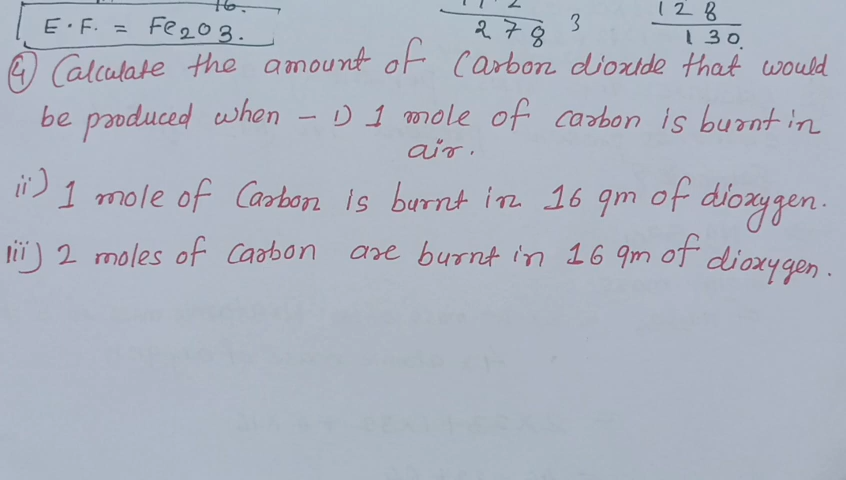 16.
E.F. = Fe2O3.
278 3
128
130.
4) Calculate the amount of Carbon dioxide that would
be produced when - i) 1 mole of carbon is burnt in
air.
ii) 1 mole of Carbon is burnt in 16 gm of dioxygen.
iii) 2 moles of Carbon are burnt in 16 gm of dioxygen.